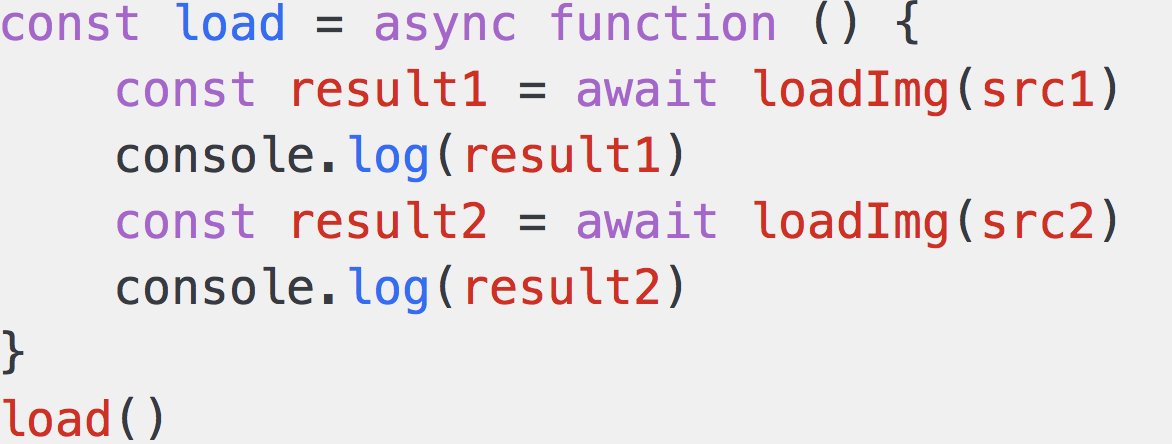 const load = async function () {
    const result1 = await loadImg(src1)
    console.log(result1)
    const result2 = await loadImg(src2)
    console.log(result2)
}
load()